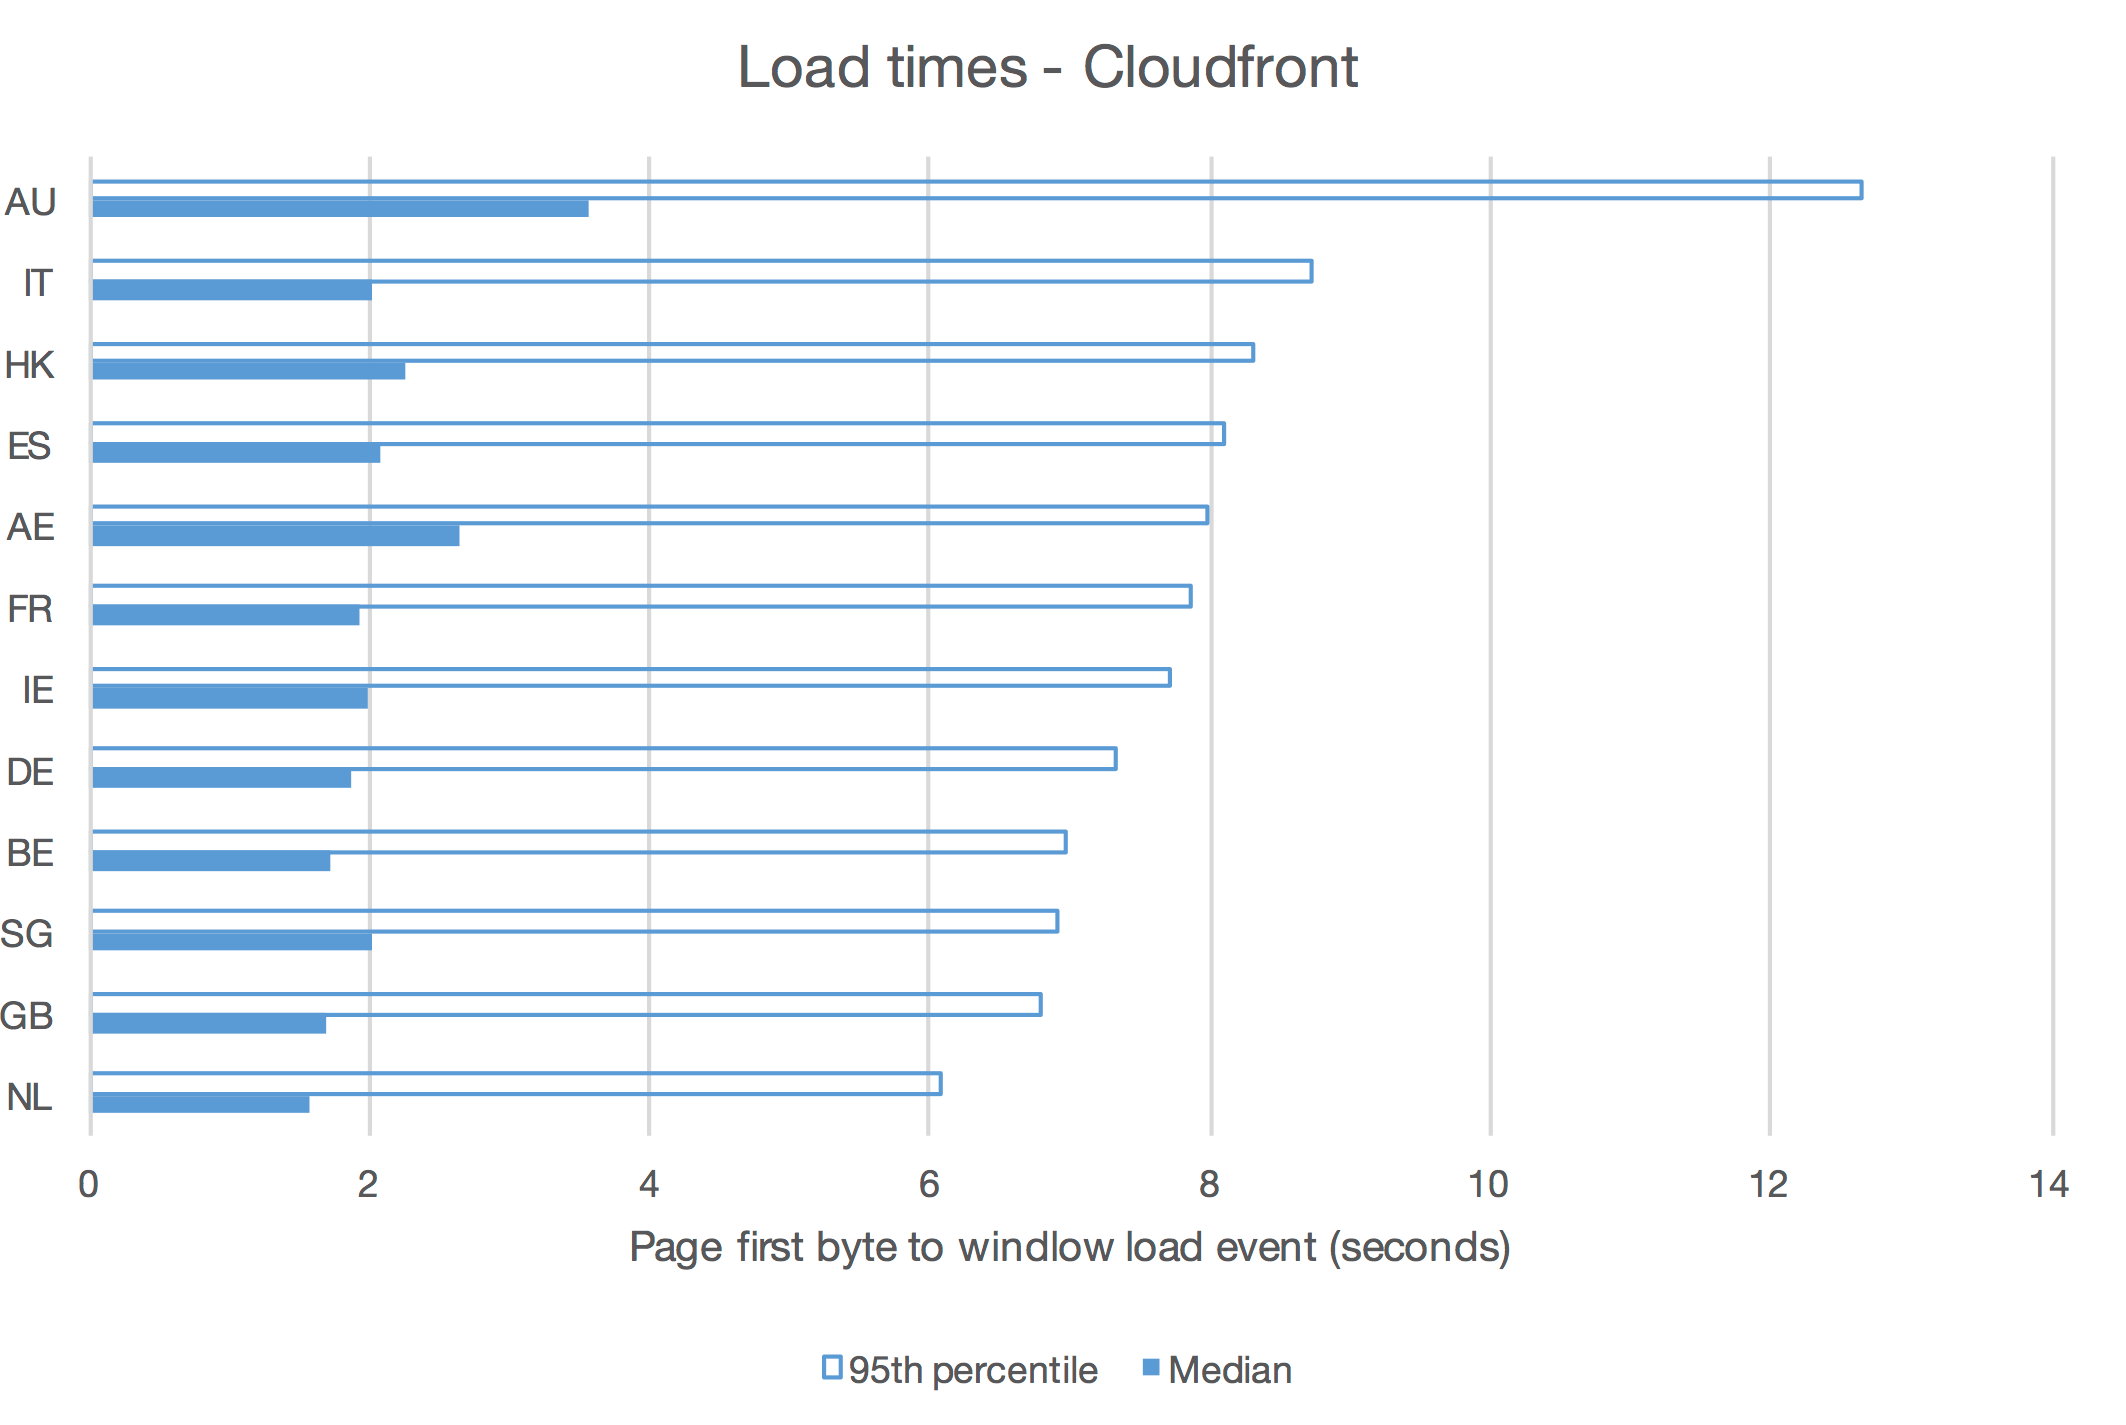 Load times - Cloudfront
AU
IT
HK
ES
AE
FR
IE
DE
BE
SG
GB
NL
0 2 4 6 8 10 12 14
Page first byte to windlow load event (seconds)
95th percentile Median